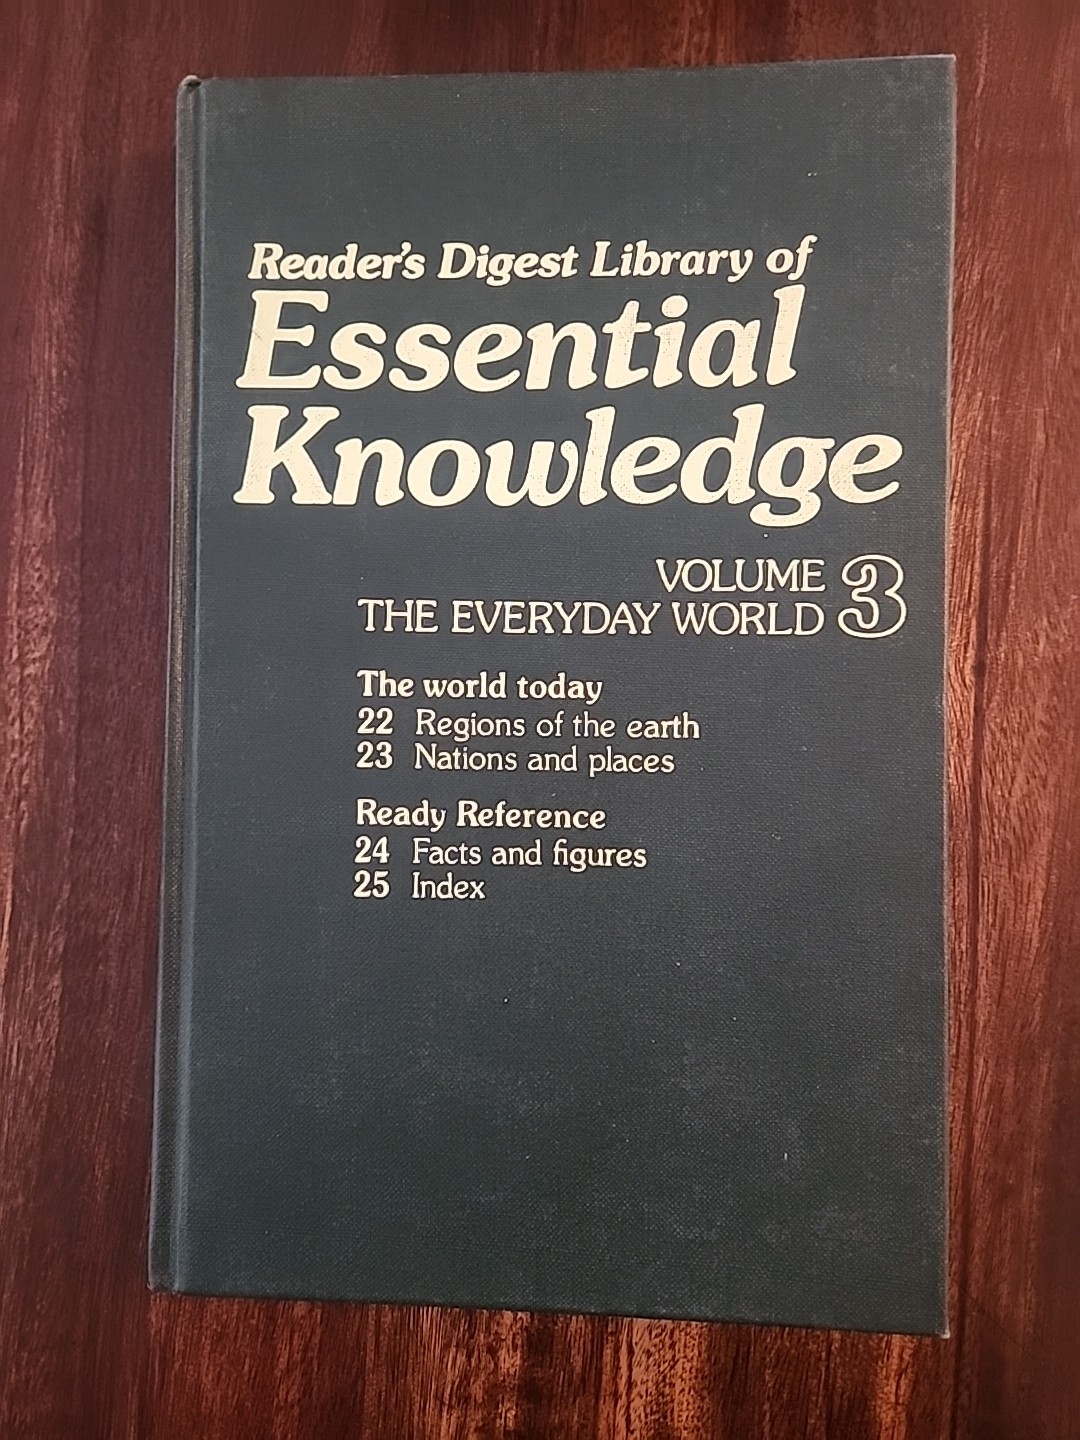 Reader's Digest Library of
Essential
Knowledge
VOLUME 3
THE EVERYDAY WORLD
The world today
22 Regions of the earth
23 Nations and places
Ready Reference
24 Facts and figures
25 Index